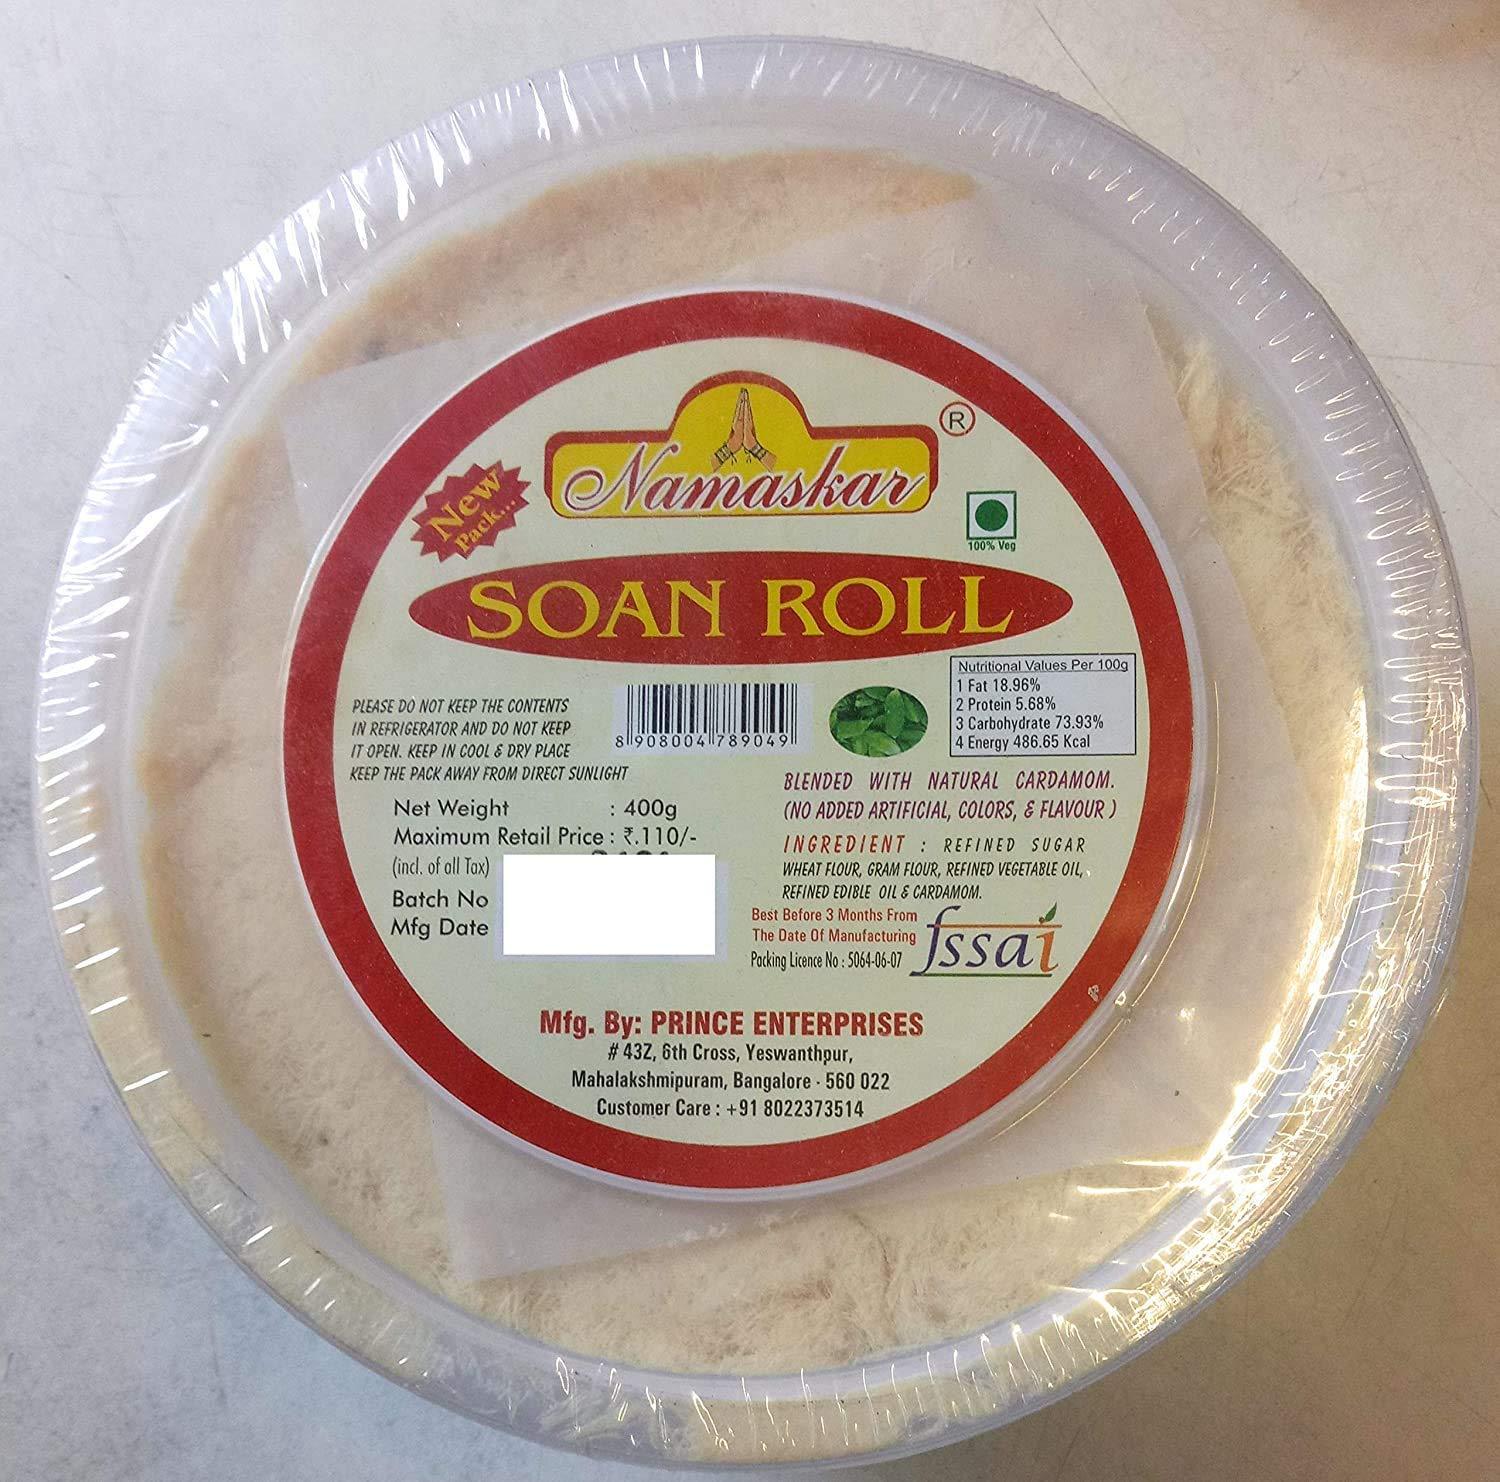 Namaskar ®
New
Pack...
100% Veg
SOAN ROLL
Nutritional Values Per 100g
1 Fat 18.96%
2 Protein 5.68%
3 Carbohydrate 73.93%
4 Energy 486.65 Kcal
PLEASE DO NOT KEEP THE CONTENTS
IN REFRIGERATOR AND DO NOT KEEP
IT OPEN. KEEP IN COOL & DRY PLACE
KEEP THE PACK AWAY FROM DIRECT SUNLIGHT
8 908004 789049
Net Weight : 400g
Maximum Retail Price : ₹.110/-
(incl. of all Tax)
Batch No
Mfg Date
BLENDED WITH NATURAL CARDAMOM.
(NO ADDED ARTIFICIAL, COLORS, & FLAVOUR )
INGREDIENT : REFINED SUGAR
WHEAT FLOUR, GRAM FLOUR, REFINED VEGETABLE OIL,
REFINED EDIBLE OIL & CARDAMOM.
Best Before 3 Months From
The Date Of Manufacturing
Packing Licence No : 5064-06-07
fssai
Mfg. By: PRINCE ENTERPRISES
# 43Z, 6th Cross, Yeswanthpur,
Mahalakshmipuram, Bangalore - 560 022
Customer Care : +91 8022373514